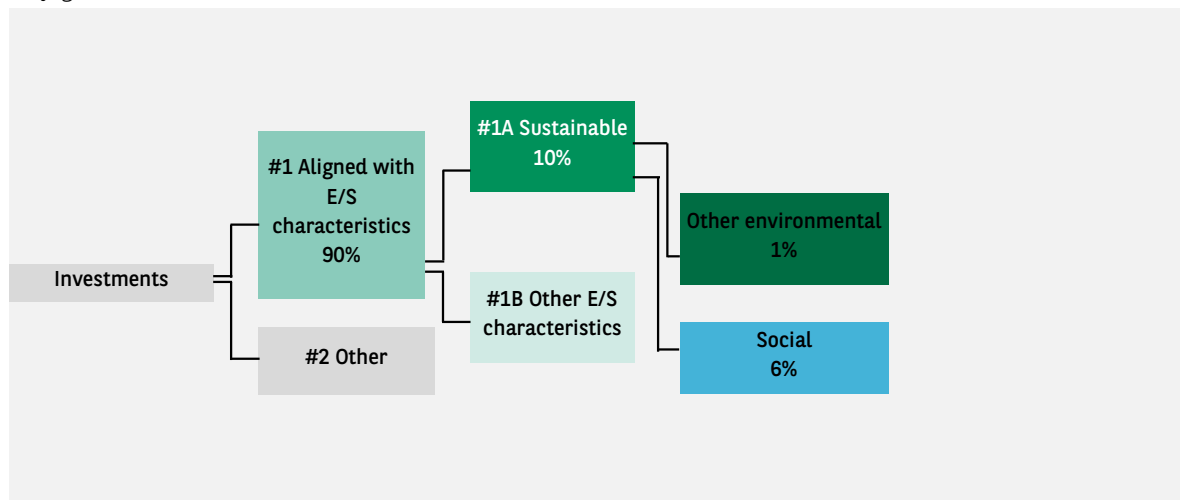 Investments
#1 Aligned with
E/S
characteristics
90%
#2 Other
#1A Sustainable
10%
#1B Other E/S
characteristics
Other environmental
1%
Social
6%